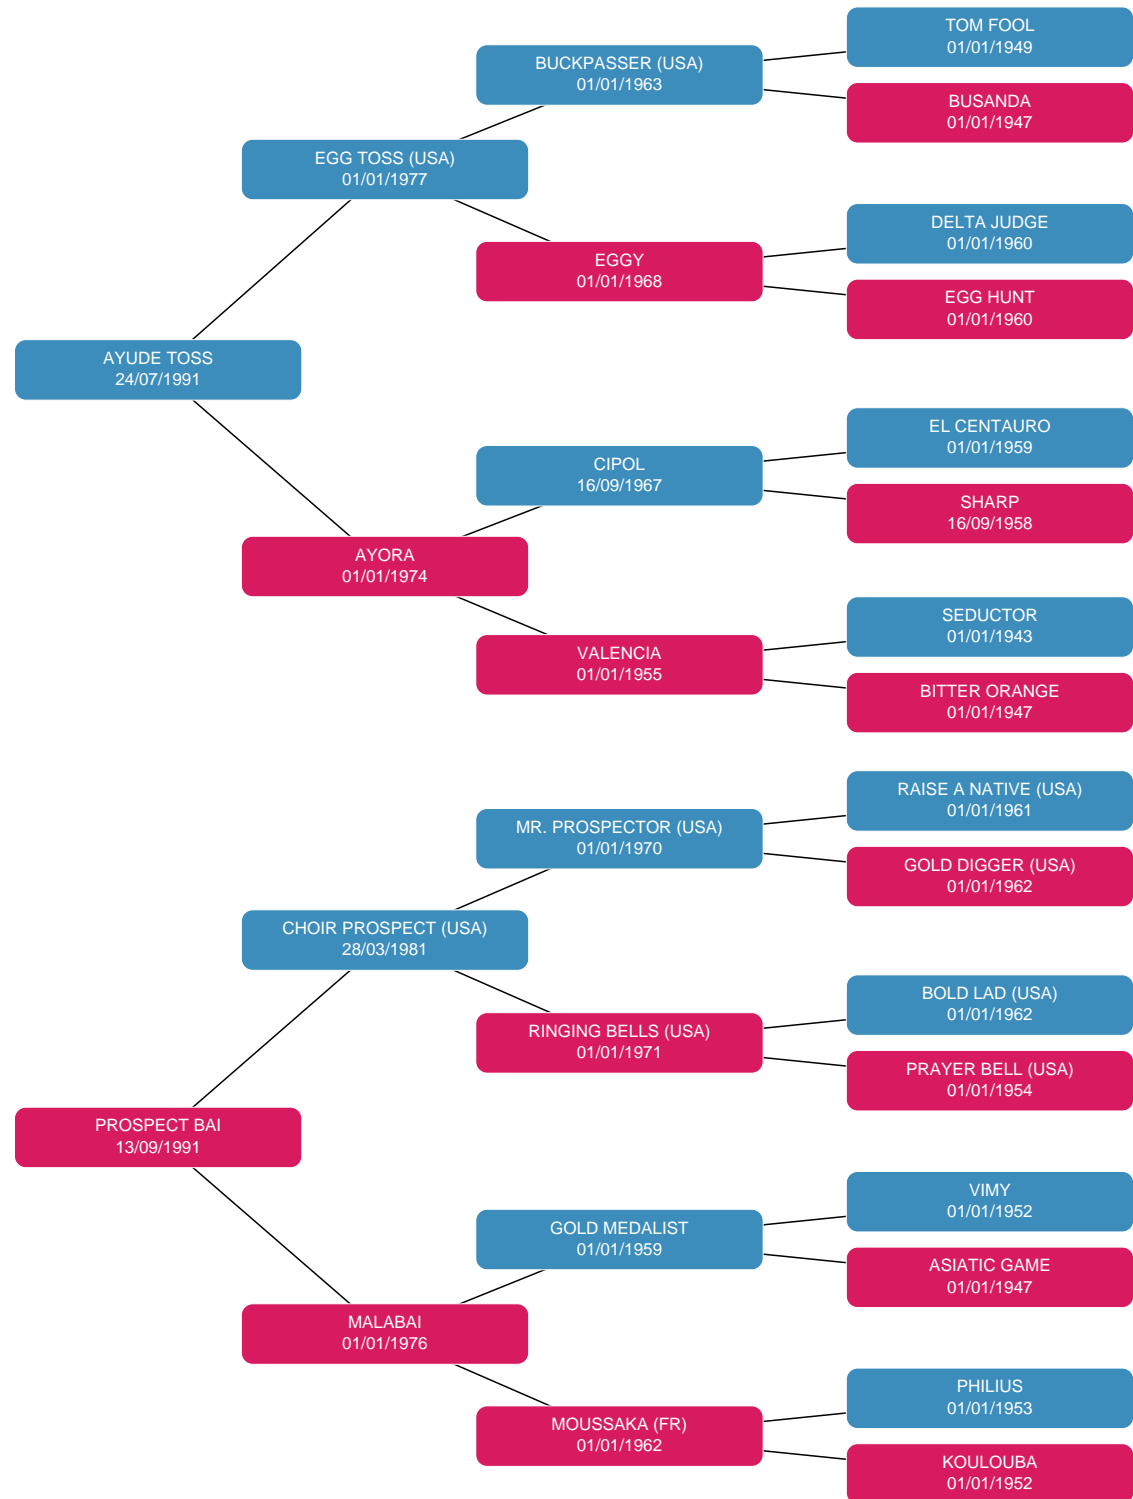 TOM FOOL
01/01/1949
BUCKPASSER (USA)
01/01/1963
BUSANDA
01/01/1947
EGG TOSS (USA)
01/01/1977
DELTA JUDGE
01/01/1960
EGGY
01/01/1968
EGG HUNT
01/01/1960
AYUDE TOSS
24/07/1991
EL CENTAURO
01/01/1959
CIPOL
16/09/1967
SHARP
16/09/1958
AYORA
01/01/1974
SEDUCTOR
01/01/1943
VALENCIA
01/01/1955
BITTER ORANGE
01/01/1947
RAISE A NATIVE (USA)
01/01/1961
MR. PROSPECTOR (USA)
01/01/1970
GOLD DIGGER (USA)
01/01/1962
CHOIR PROSPECT (USA)
28/03/1981
BOLD LAD (USA)
01/01/1962
RINGING BELLS (USA)
01/01/1971
PRAYER BELL (USA)
01/01/1954
PROSPECT BAI
13/09/1991
VIMY
01/01/1952
GOLD MEDALIST
01/01/1959
ASIATIC GAME
01/01/1947
MALABAI
01/01/1976
PHILIUS
01/01/1953
MOUSSAKA (FR)
01/01/1962
KOULOUBA
01/01/1952